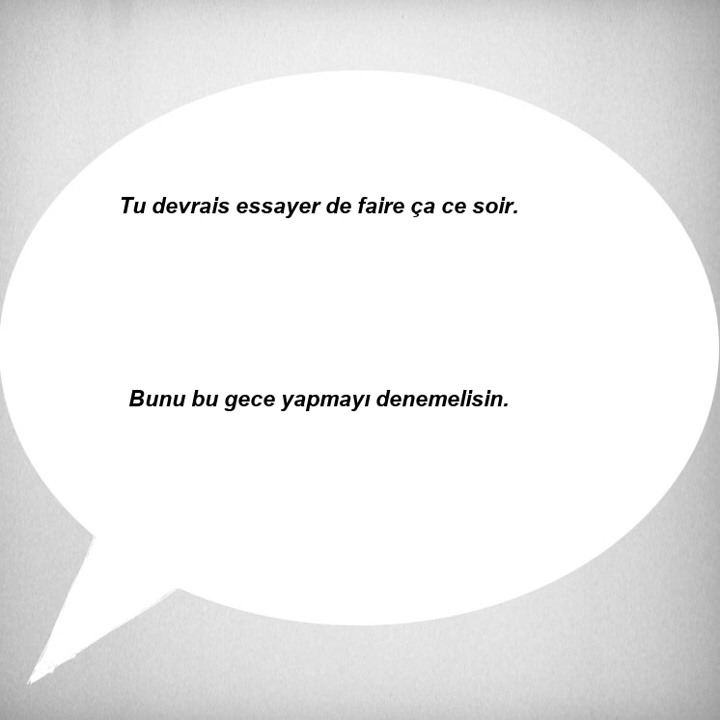 Tu devrais essayer de faire ça ce soir.
Bunu bu gece yapmayı denemelisin.